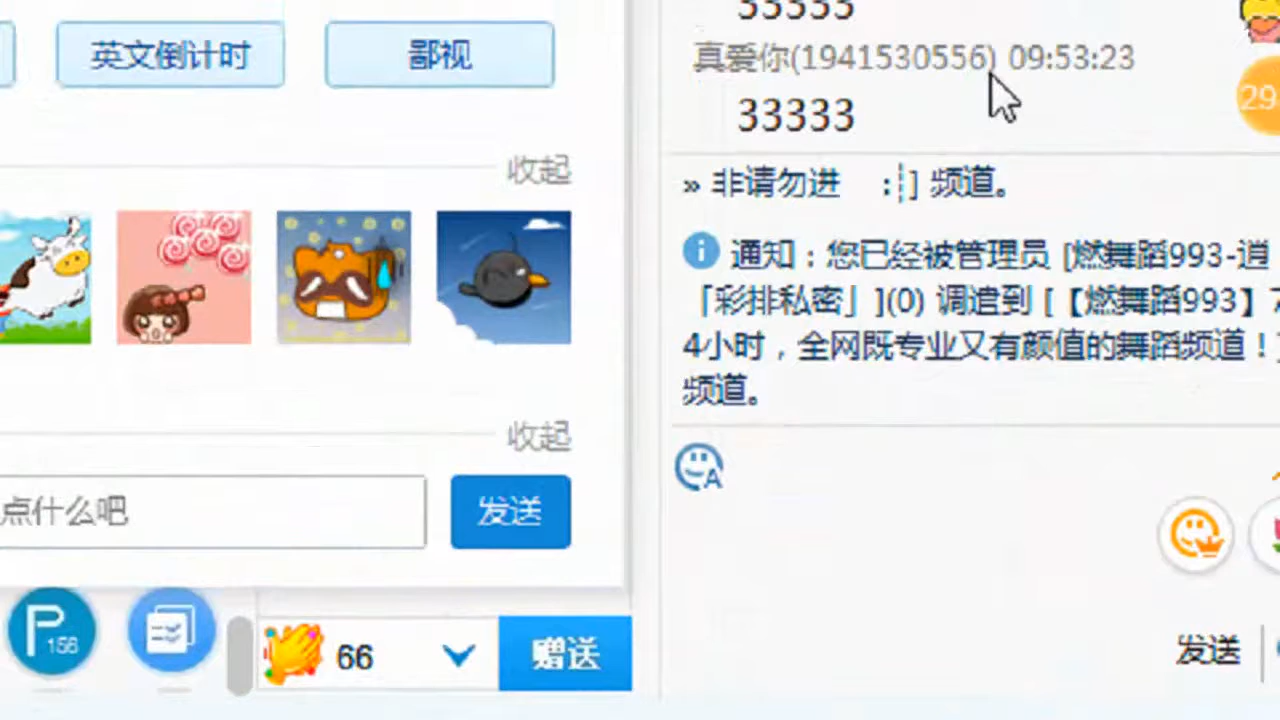 英文倒计时
鄙视
收起
收起
点什么吧
发送
P156
66
赠送
33333
真爱你(1941530556) 09:53:23
33333
29
» 非请勿进 :┆] 频道。
i 通知：您已经被管理员 [燃舞蹈993-逍
「彩排私密」](0) 调遣到 [【燃舞蹈993】7
4小时，全网既专业又有颜值的舞蹈频道！
频道。
A
发送